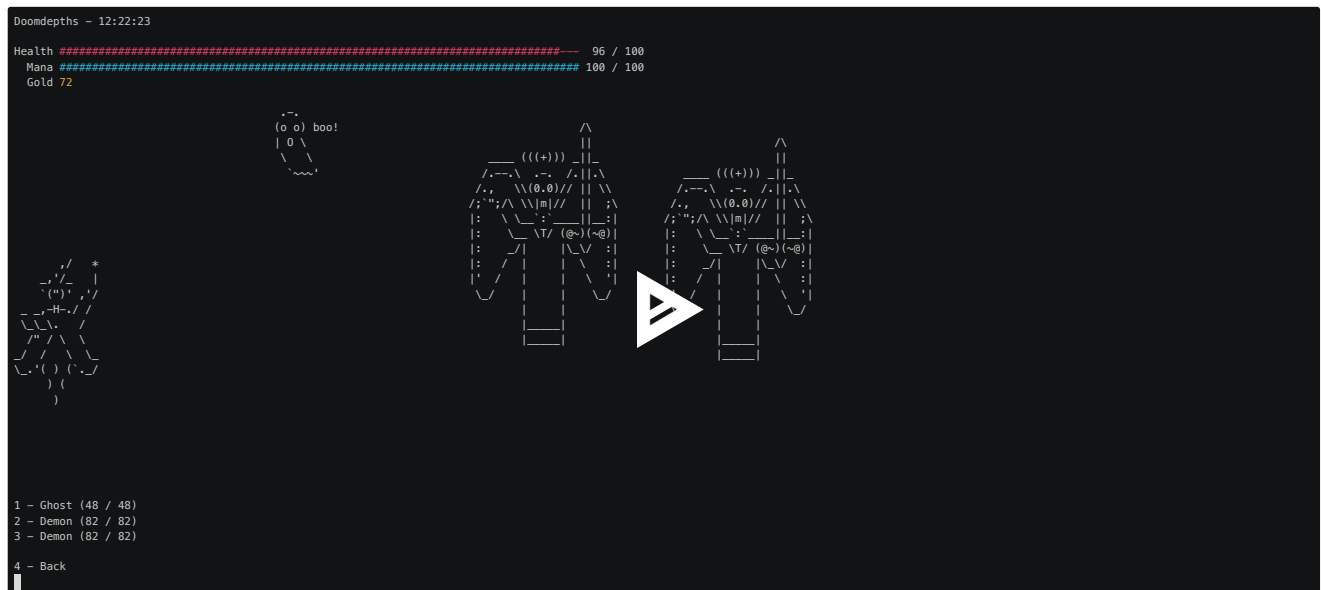 Doomdepths - 12:22:23
Health ###############################################################################--- 96 / 100
Mana ################################################################################ 100 / 100
Gold 72
boo!
1 - Ghost (48 / 48)
2 - Demon (82 / 82)
3 - Demon (82 / 82)
4 - Back